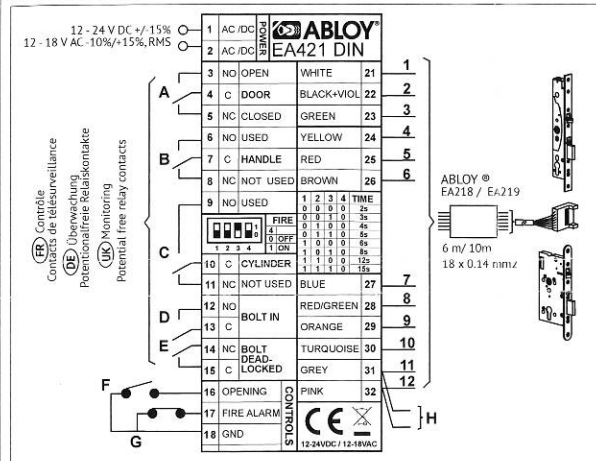 12 - 24 V DC +/-15%
12 - 18 V AC -10%/+15%, RMS
1 AC /DC
2 AC /DC
POWER
ABLOY®
EA421 DIN
3 NO OPEN
4 C DOOR
5 NC CLOSED
6 NO USED
7 C HANDLE
8 NC NOT USED
9 NO USED
WHITE 21 1
BLACK+VIOL 22 2
GREEN 23 3
YELLOW 24 4
RED 25 5
BROWN 26 6
1 2 3 4 TIME
0 0 0 0 2s
0 0 1 0 3s
0 1 0 0 4s
0 1 1 0 5s
1 0 0 0 6s
1 0 1 0 8s
1 1 0 0 12s
1 1 1 0 15s
1 2 3 4
1
0
FIRE
4
0 OFF
1 ON
10 C CYLINDER
11 NC NOT USED
12 NO
13 C
BOLT IN
14 NC
15 C
BOLT DEAD-
LOCKED
16 OPENING
17 FIRE ALARM
18 GND
CONTROLS
BLUE 27 7
RED/GREEN 28 8
ORANGE 29 9
TURQUOISE 30 10
GREY 31 11
PINK 32 12
CE
12-24VDC / 12-18VAC
A
B
C
D
E
F
G
H
FR Contrôle
Contacts de télésurveillance
DE Überwachung
Potentialfreie Relaiskontakte
UK Monitoring
Potential free relay contacts
ABLOY ®
EA218 / EA219
6 m/ 10m
18 x 0.14 mm2